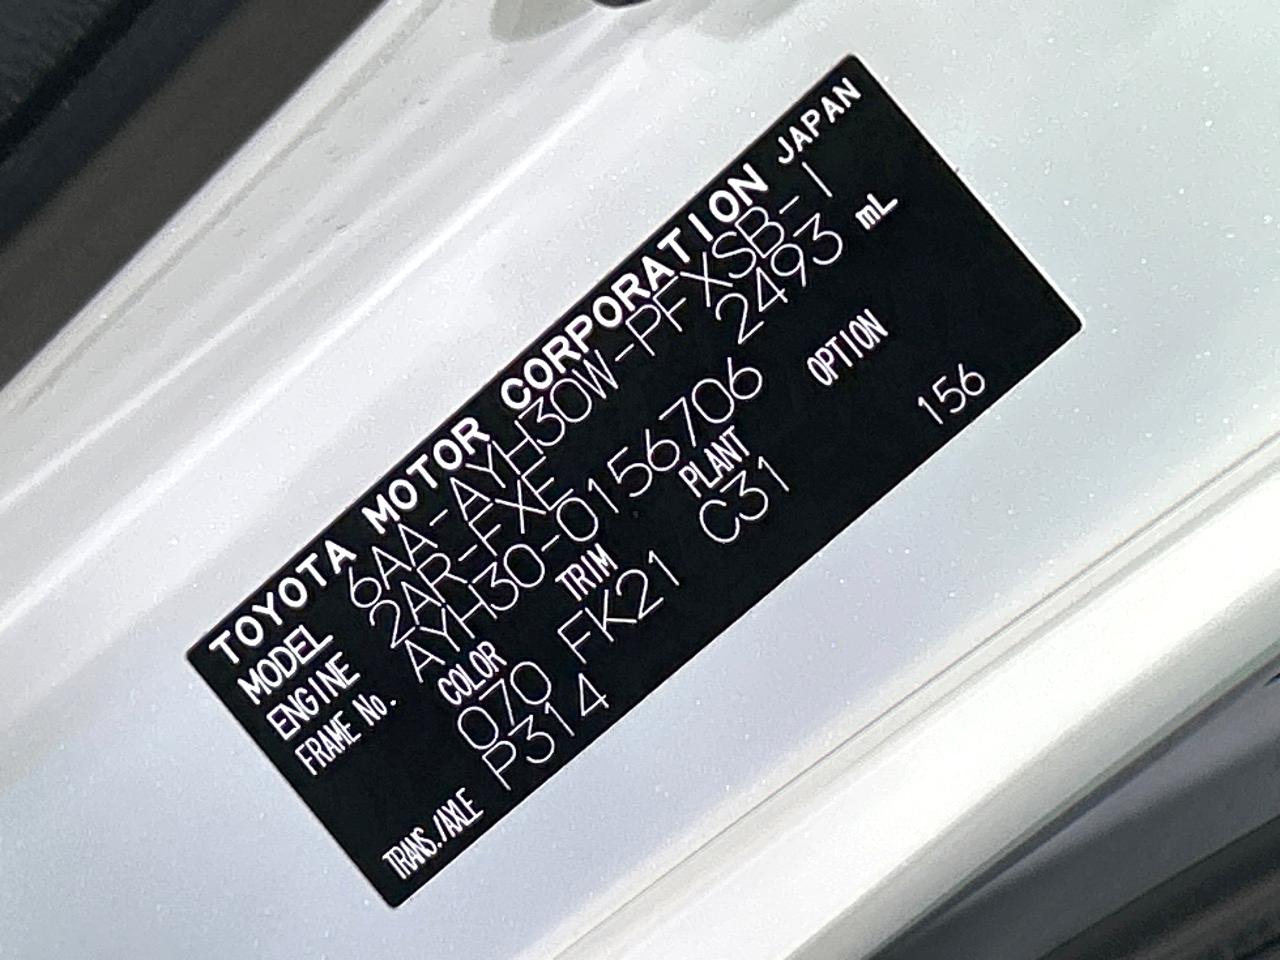 TOYOTA MOTOR CORPORATION JAPAN
MODEL 6AA-AYH30W-PFXSB-I
ENGINE 2AR-FXE 2493 mL
FRAME No. AYH30-0156706
COLOR TRIM PLANT OPTION
070 FK21 C31 156
TRANS./AXLE P314